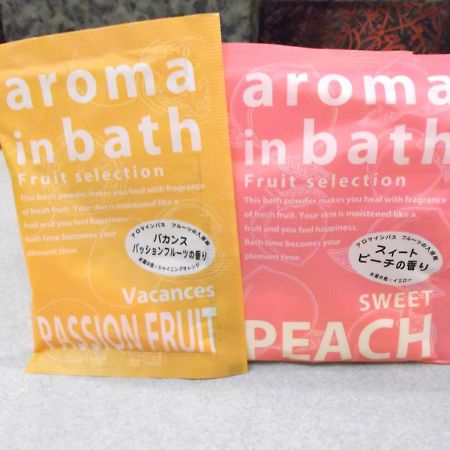 aroma
in bath
Fruit selection
This bath powder makes you heal with fragrance
of fresh fruit. Your skin is moistened like a
fruit and you feel happiness.
Bath time becomes your
pleasant time.
アロマインバス フルーツの入浴剤
バカンス
パッションフルーツの香り
お湯の色:シャイニングオレンジ
Vacances
PASSION FRUIT
aroma
in bath
Fruit selection
This bath powder makes you heal with fragrance
of fresh fruit. Your skin is moistened like a
fruit and you feel happiness.
Bath time becomes your
pleasant time.
アロマインバス フルーツの入浴剤
スィート
ピーチの香り
お湯の色:イエロー
SWEET
PEACH